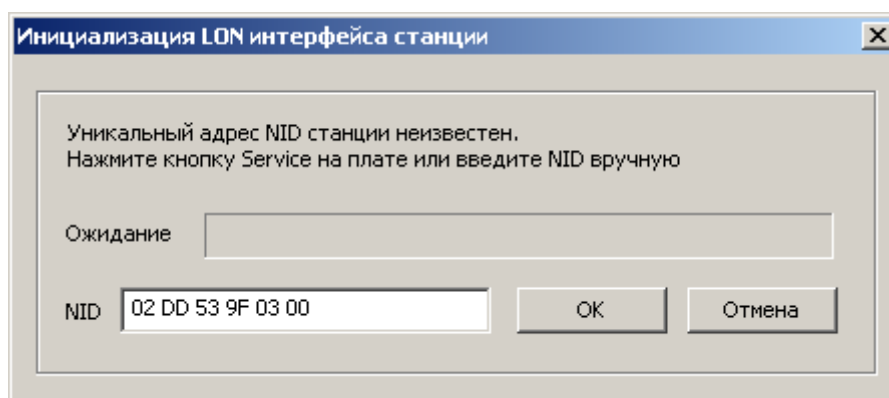 Инициализация LON интерфейса станции
Уникальный адрес NID станции неизвестен.
Нажмите кнопку Service на плате или введите NID вручную
Ожидание
NID 02 DD 53 9F 03 00 OK Отмена